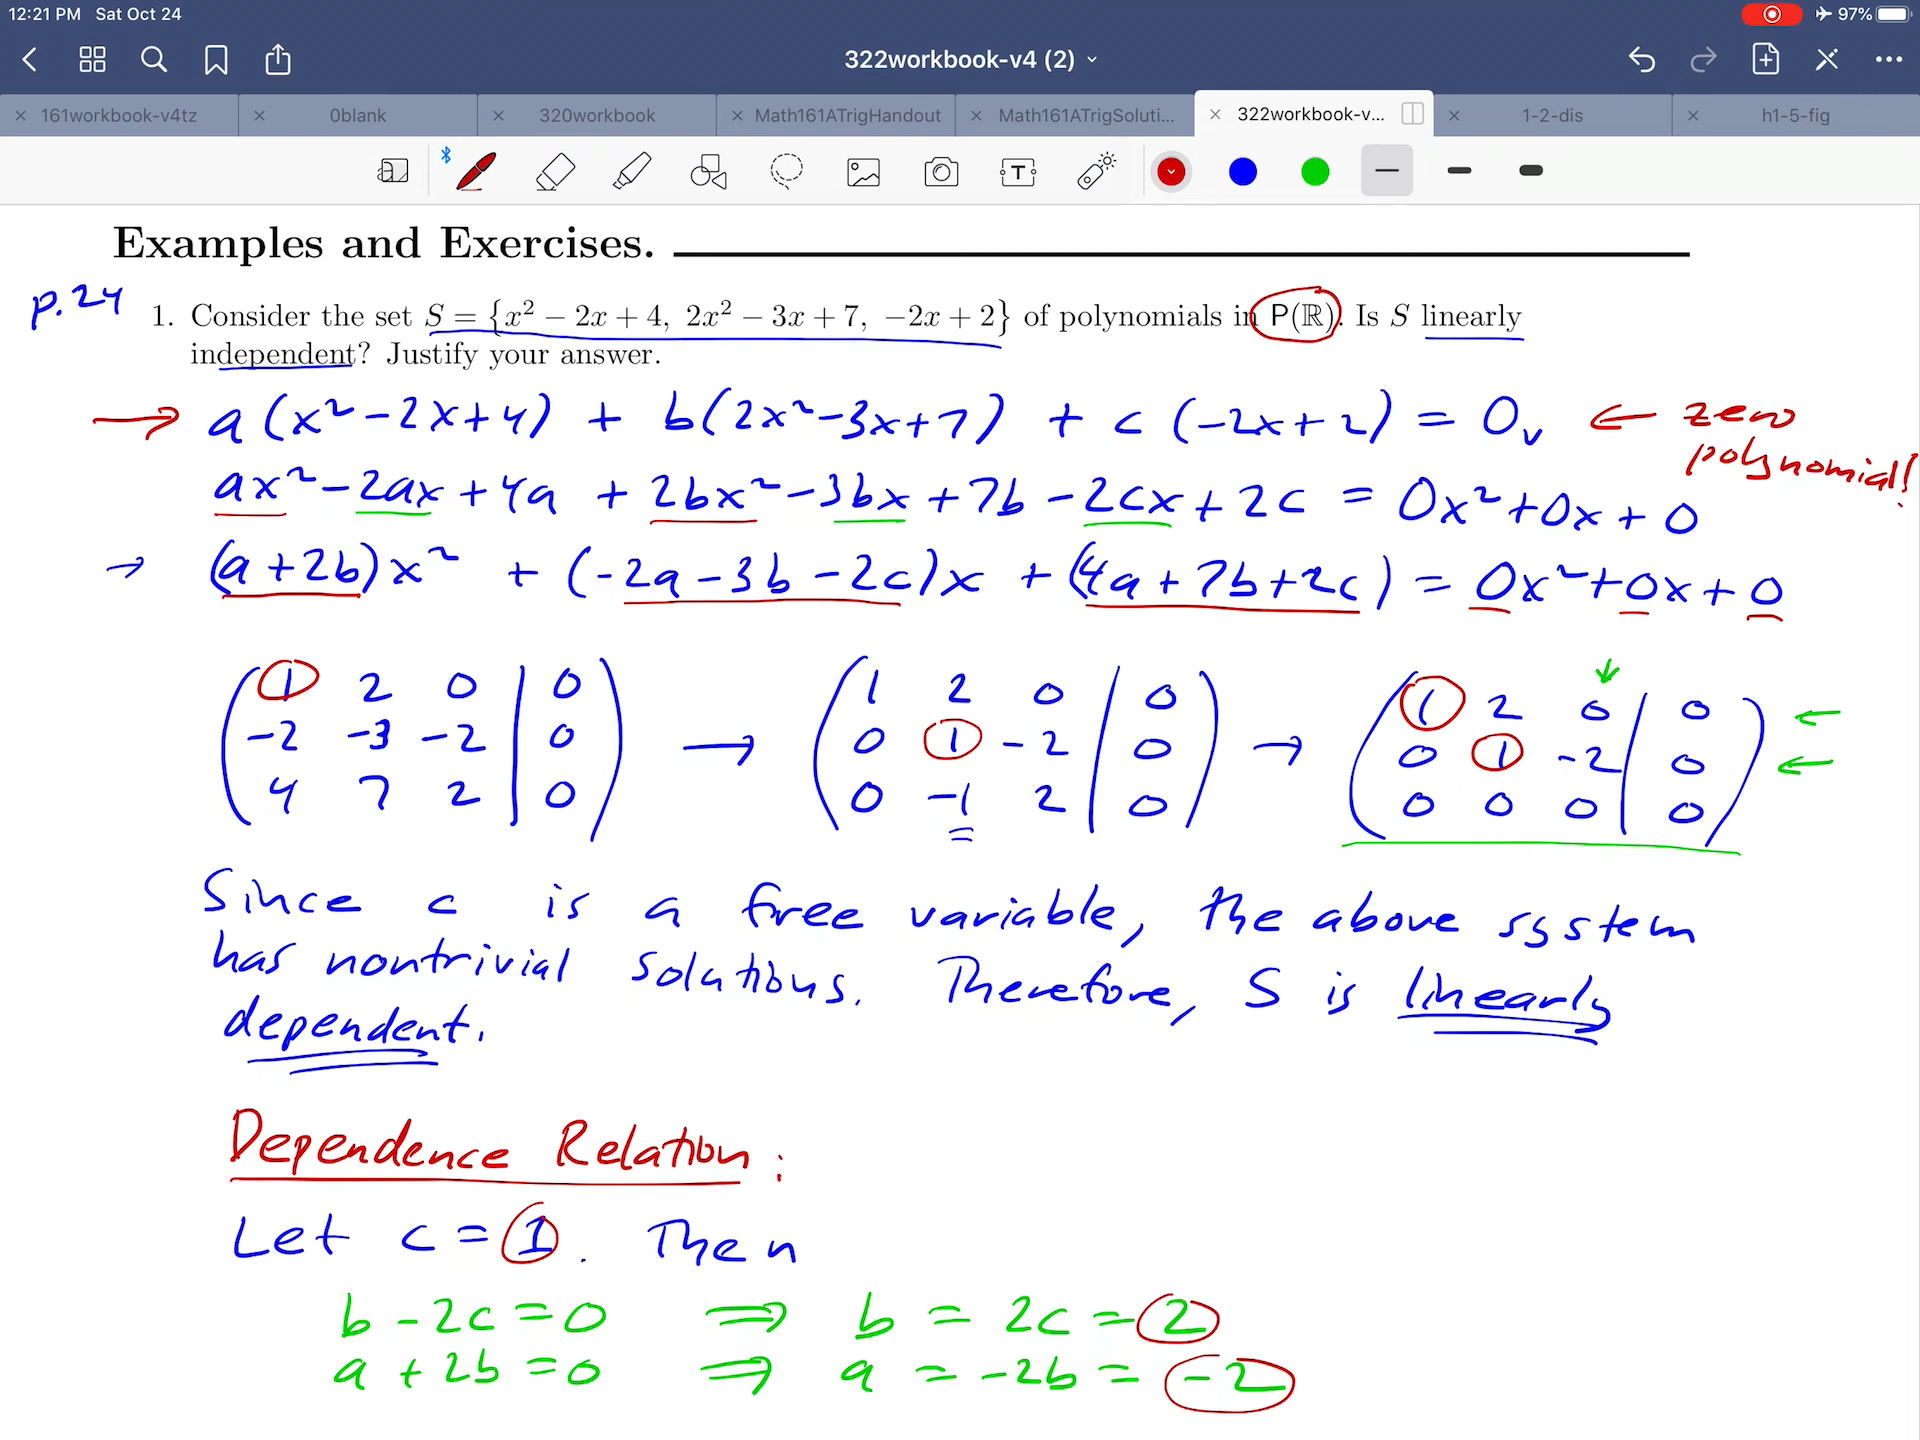 12:21 PM Sat Oct 24
97%
322workbook-v4 (2)
161workbook-v4tz
0blank
320workbook
Math161ATrigHandout
Math161ATrigSoluti...
322workbook-v...
1-2-dis
h1-5-fig
Examples and Exercises.
p.24
1. Consider the set S = {x² − 2x + 4, 2x² − 3x + 7, −2x + 2} of polynomials in P(ℝ). Is S linearly
independent? Justify your answer.
→ a(x²-2x+4) + b(2x²-3x+7) + c(-2x+2) = 0ᵥ ← zero
polynomial!
ax²-2ax+4a + 2bx²-3bx+7b-2cx+2c = 0x²+0x+0
→ (a+2b)x² + (-2a-3b-2c)x + (4a+7b+2c) = 0x²+0x+0
( 1 2 0 | 0 ) ( 1 2 0 | 0 ) ( 1 2 0 | 0 ) ←
( -2 -3 -2 | 0 ) → ( 0 1 -2 | 0 ) → ( 0 1 -2 | 0 ) ←
( 4 7 2 | 0 ) ( 0 -1 2 | 0 ) ( 0 0 0 | 0 )
Since c is a free variable, the above system
has nontrivial solutions. Therefore, S is linearly
dependent.
Dependence Relation:
Let c = 1. Then
b - 2c = 0 ⟹ b = 2c = 2
a + 2b = 0 ⟹ a = -2b = -2